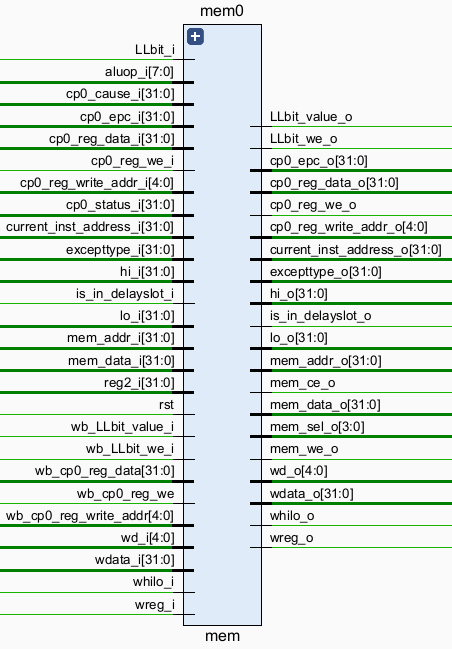 mem0
LLbit_i
aluop_i[7:0]
cp0_cause_i[31:0]
cp0_epc_i[31:0]
cp0_reg_data_i[31:0]
cp0_reg_we_i
cp0_reg_write_addr_i[4:0]
cp0_status_i[31:0]
current_inst_address_i[31:0]
excepttype_i[31:0]
hi_i[31:0]
is_in_delayslot_i
lo_i[31:0]
mem_addr_i[31:0]
mem_data_i[31:0]
reg2_i[31:0]
rst
wb_LLbit_value_i
wb_LLbit_we_i
wb_cp0_reg_data[31:0]
wb_cp0_reg_we
wb_cp0_reg_write_addr[4:0]
wd_i[4:0]
wdata_i[31:0]
whilo_i
wreg_i
LLbit_value_o
LLbit_we_o
cp0_epc_o[31:0]
cp0_reg_data_o[31:0]
cp0_reg_we_o
cp0_reg_write_addr_o[4:0]
current_inst_address_o[31:0]
excepttype_o[31:0]
hi_o[31:0]
is_in_delayslot_o
lo_o[31:0]
mem_addr_o[31:0]
mem_ce_o
mem_data_o[31:0]
mem_sel_o[3:0]
mem_we_o
wd_o[4:0]
wdata_o[31:0]
whilo_o
wreg_o
mem